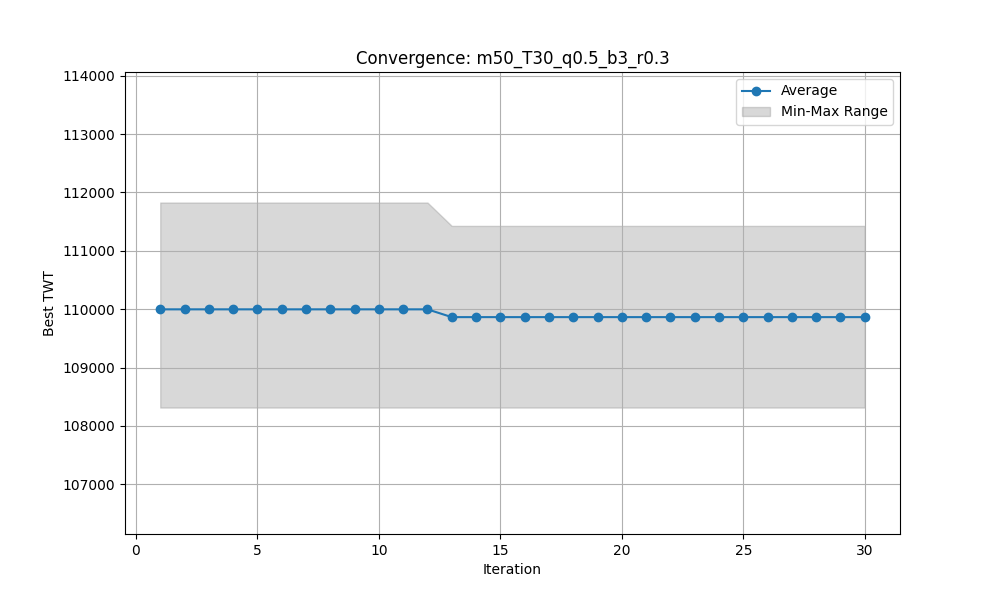 Convergence: m50_T30_q0.5_b3_r0.3
114000
113000
112000
111000
110000
109000
108000
107000
Best TWT
Average
Min-Max Range
0 5 10 15 20 25 30
Iteration